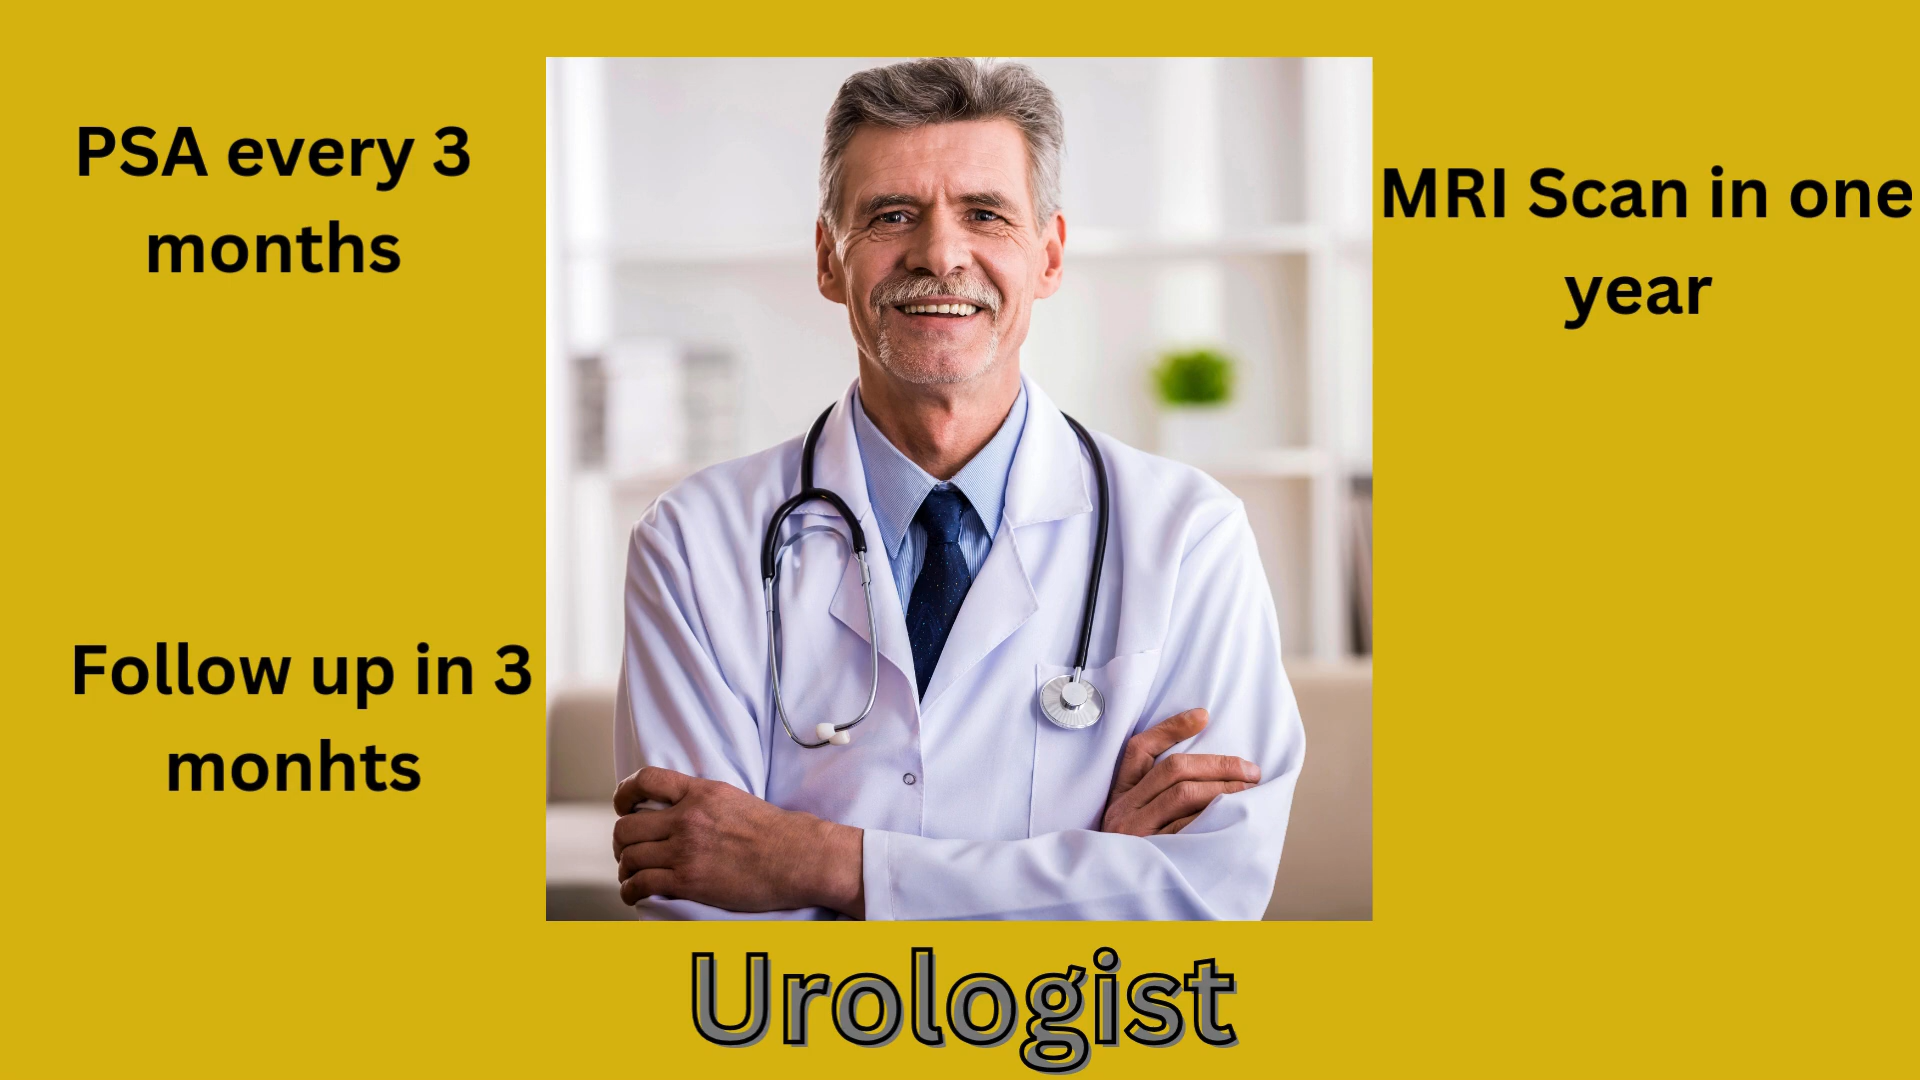 PSA every 3
months
MRI Scan in one
year
Follow up in 3
monhts
Urologist